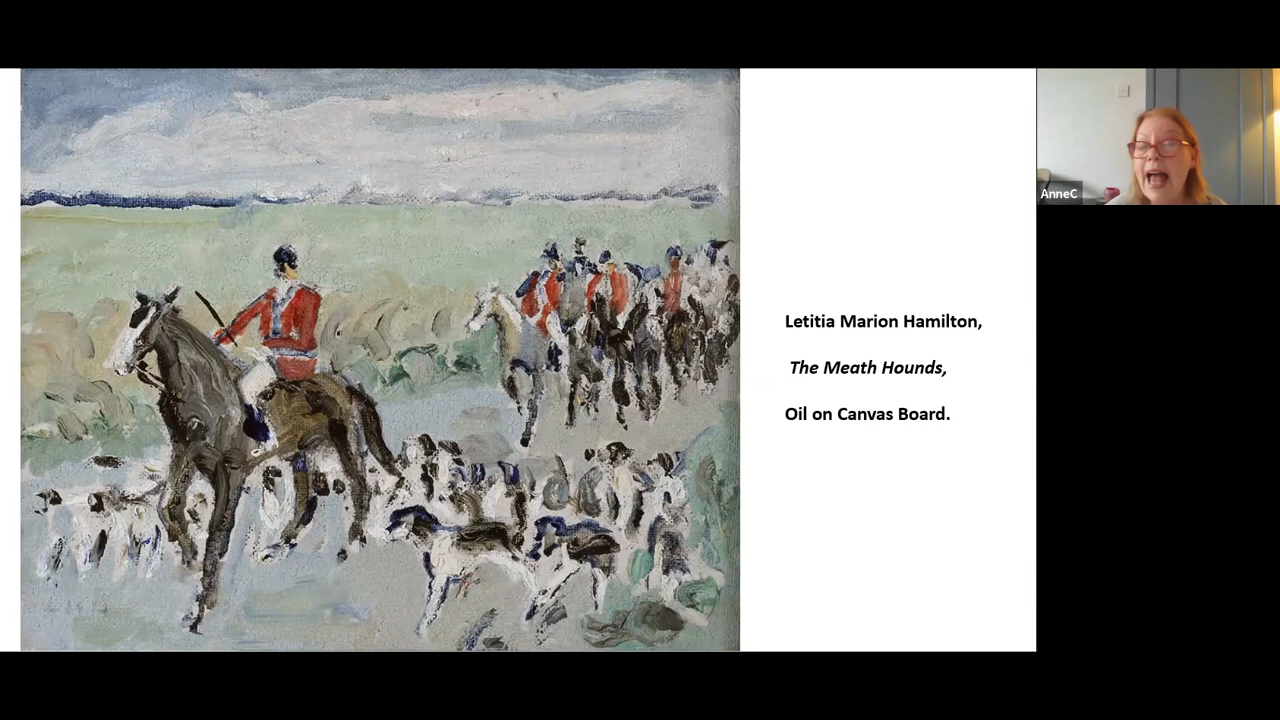 Letitia Marion Hamilton,
The Meath Hounds,
Oil on Canvas Board.
AnneC